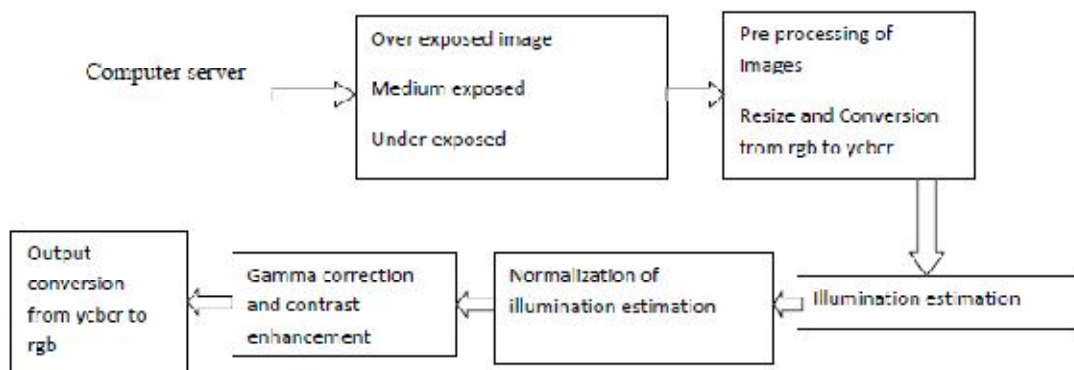 Computer server
Over exposed image
Medium exposed
Under exposed
Pre processing of
Images
Resize and Conversion
from rgb to ycbcr
Illumination estimation
Normalization of
illumination estimation
Gamma correction
and contrast
enhancement
Output
conversion
from ycbcr to
rgb